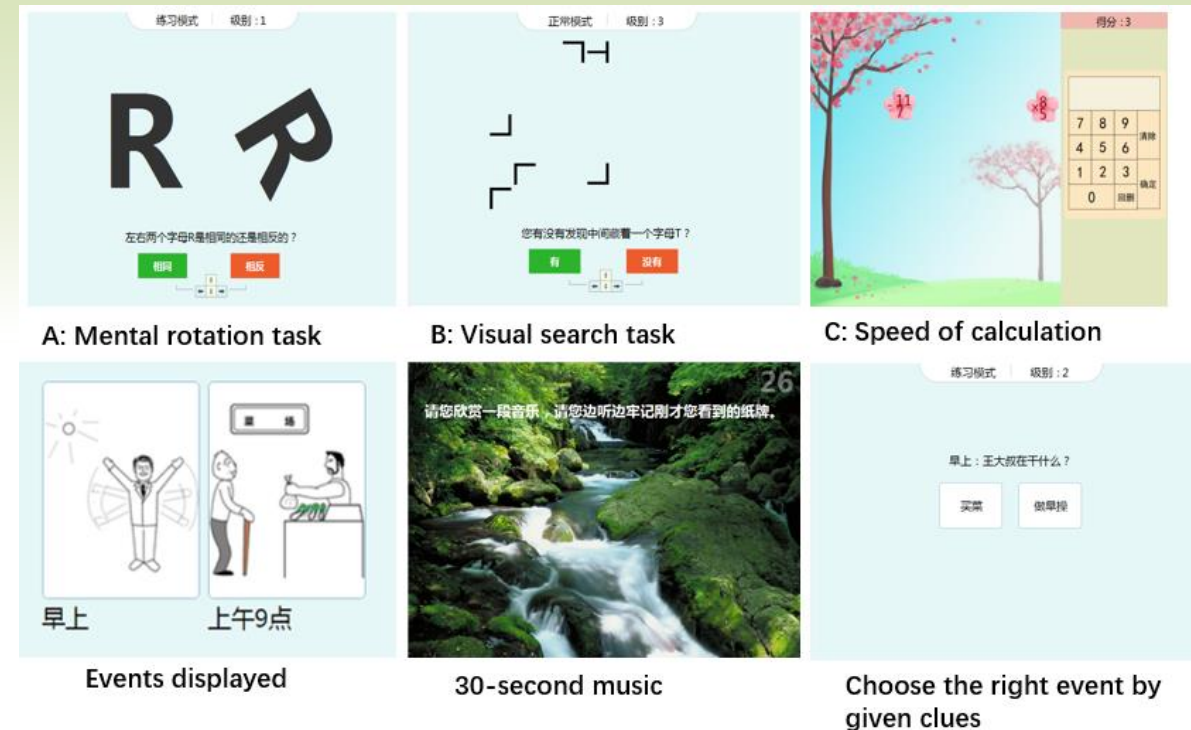 练习模式 级别:1
R R
左右两个字母R是相同的还是相反的?
相同 相反
A: Mental rotation task
正常模式 级别:3
您有没有发现中间藏着一个字母T?
有 没有
B: Visual search task
得分:3
- 11 7
× 8 5
7 8 9 清除
4 5 6
1 2 3 确定
0 回删
C: Speed of calculation
菜 场
早上 上午9点
Events displayed
26
请您欣赏一段音乐,请您边听边牢记刚才您看到的纸牌。
30-second music
练习模式 级别:2
早上:王大叔在干什么?
买菜 做早操
Choose the right event by
given clues